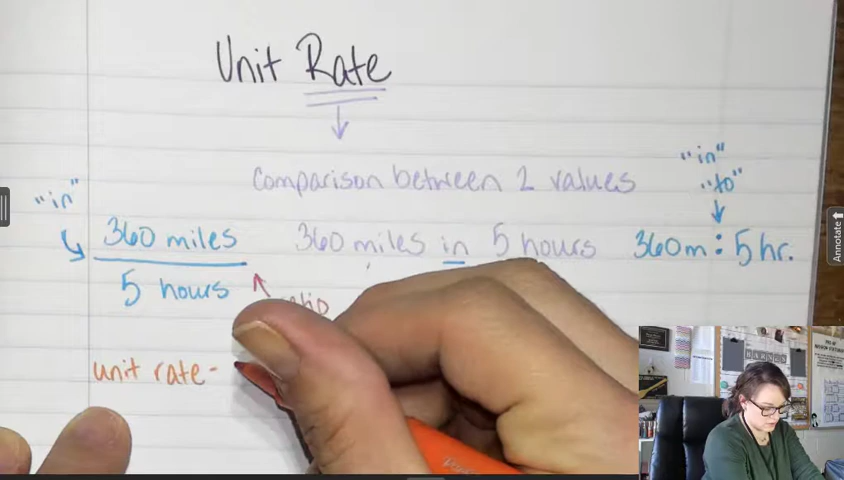 Unit Rate
Comparison between 2 values
"in"
"to"
"in"
360 miles
5 hours
360 miles in 5 hours
360m : 5 hr.
unit rate -
Annotate